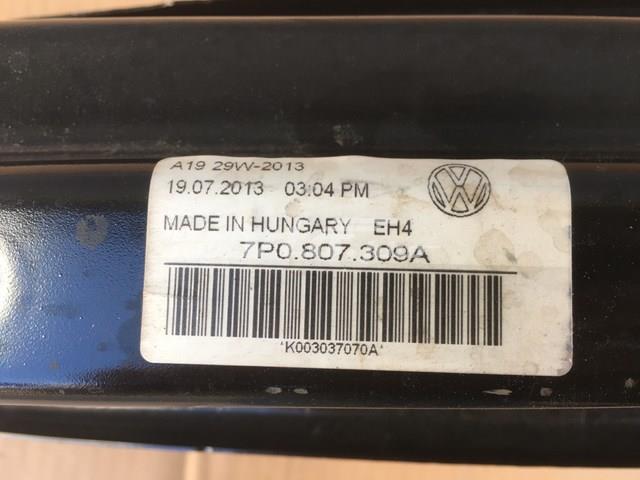 A19 29W-2013
19.07.2013 03:04 PM
MADE IN HUNGARY EH4
7P0.807.309A
*K003037070A*